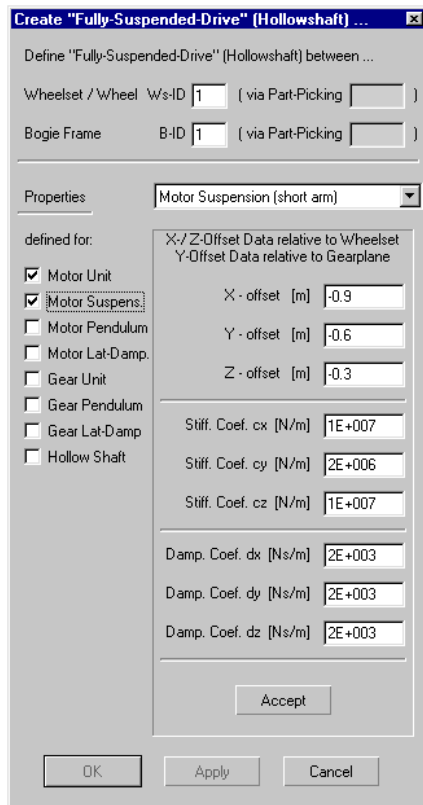 Create "Fully-Suspended-Drive" (Hollowshaft) ...
Define "Fully-Suspended-Drive" (Hollowshaft) between ...
Wheelset / Wheel Ws-ID 1 ( via Part-Picking )
Bogie Frame B-ID 1 ( via Part-Picking )
Properties Motor Suspension (short arm)
defined for:
Motor Unit
Motor Suspens.
Motor Pendulum
Motor Lat-Damp.
Gear Unit
Gear Pendulum
Gear Lat-Damp
Hollow Shaft
X-/ Z-Offset Data relative to Wheelset
Y-Offset Data relative to Gearplane
X - offset [m] -0.9
Y - offset [m] -0.6
Z - offset [m] -0.3
Stiff. Coef. cx [N/m] 1E+007
Stiff. Coef. cy [N/m] 2E+006
Stiff. Coef. cz [N/m] 1E+007
Damp. Coef. dx [Ns/m] 2E+003
Damp. Coef. dy [Ns/m] 2E+003
Damp. Coef. dz [Ns/m] 2E+003
Accept
OK Apply Cancel